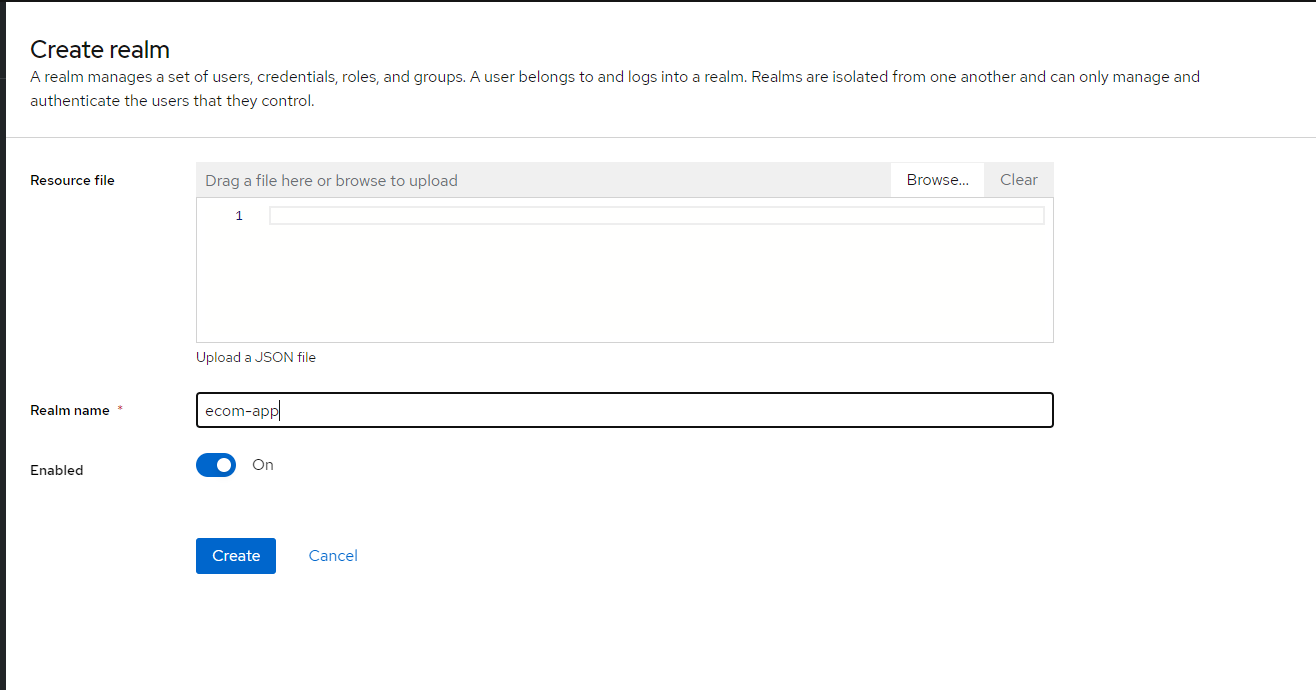 Create realm
A realm manages a set of users, credentials, roles, and groups. A user belongs to and logs into a realm. Realms are isolated from one another and can only manage and
authenticate the users that they control.
Resource file
Drag a file here or browse to upload
Browse...
Clear
1
Upload a JSON file
Realm name *
ecom-app
Enabled
On
Create
Cancel